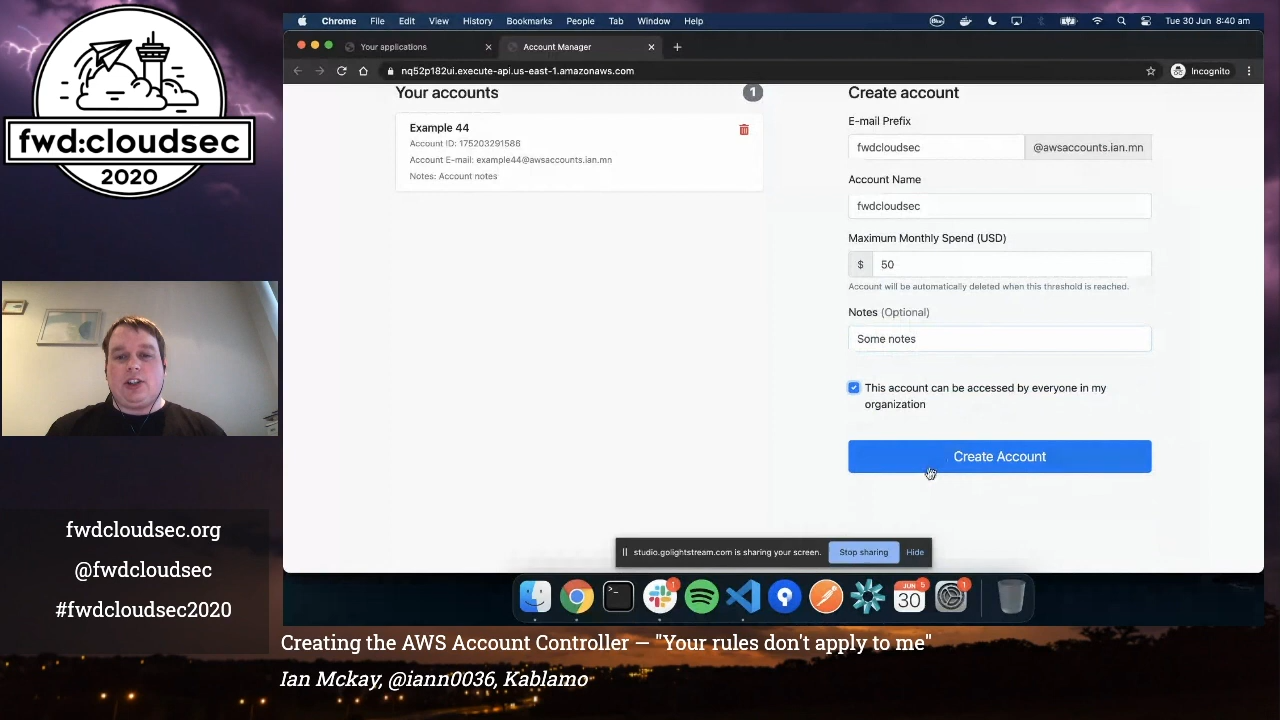 Chrome File Edit View History Bookmarks People Tab Window Help
Tue 30 Jun 8:40 am
Your applications
Account Manager
nq52p182ui.execute-api.us-east-1.amazonaws.com
Incognito
fwd:cloudsec
2020
Your accounts
1
Example 44
Account ID: 175203291588
Account E-mail: example44@awsaccounts.ian.mn
Notes: Account notes
Create account
E-mail Prefix
fwdcloudsec @awsaccounts.ian.mn
Account Name
fwdcloudsec
Maximum Monthly Spend (USD)
$ 50
Account will be automatically deleted when this threshold is reached.
Notes (Optional)
Some notes
This account can be accessed by everyone in my
organization
Create Account
studio.golightstream.com is sharing your screen. Stop sharing Hide
1
JUN 5
30
1
fwdcloudsec.org
@fwdcloudsec
#fwdcloudsec2020
Creating the AWS Account Controller — "Your rules don't apply to me"
Ian Mckay, @iann0036, Kablamo